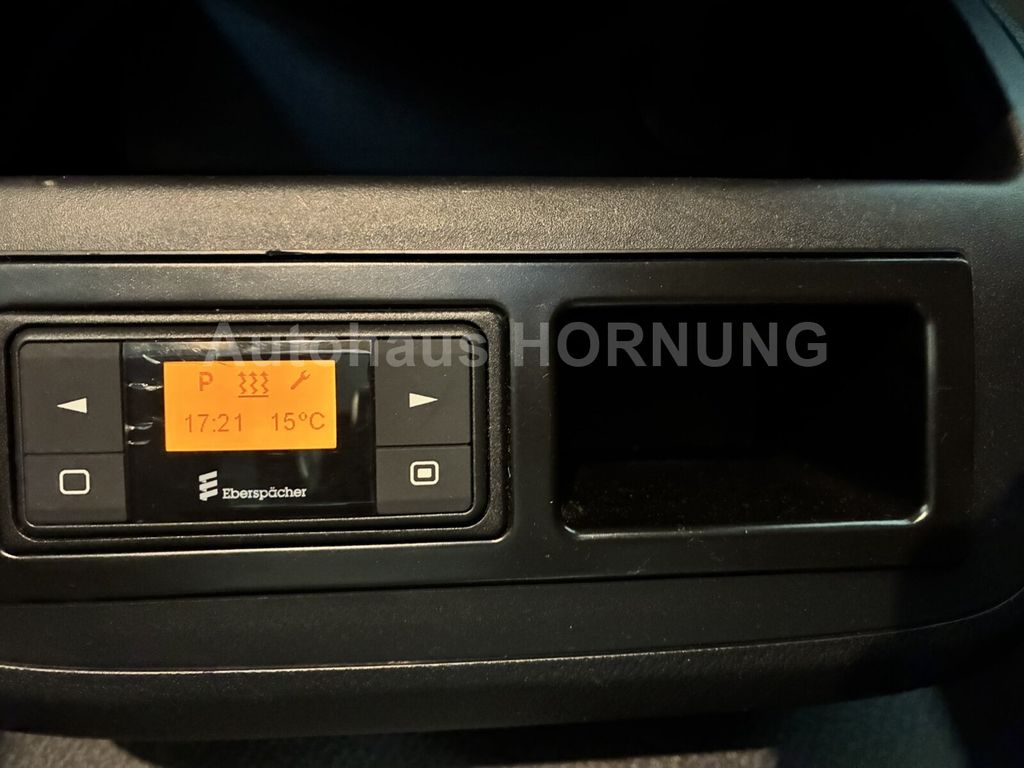 Autohaus HORNUNG
P
17:21 15°C
Eberspächer